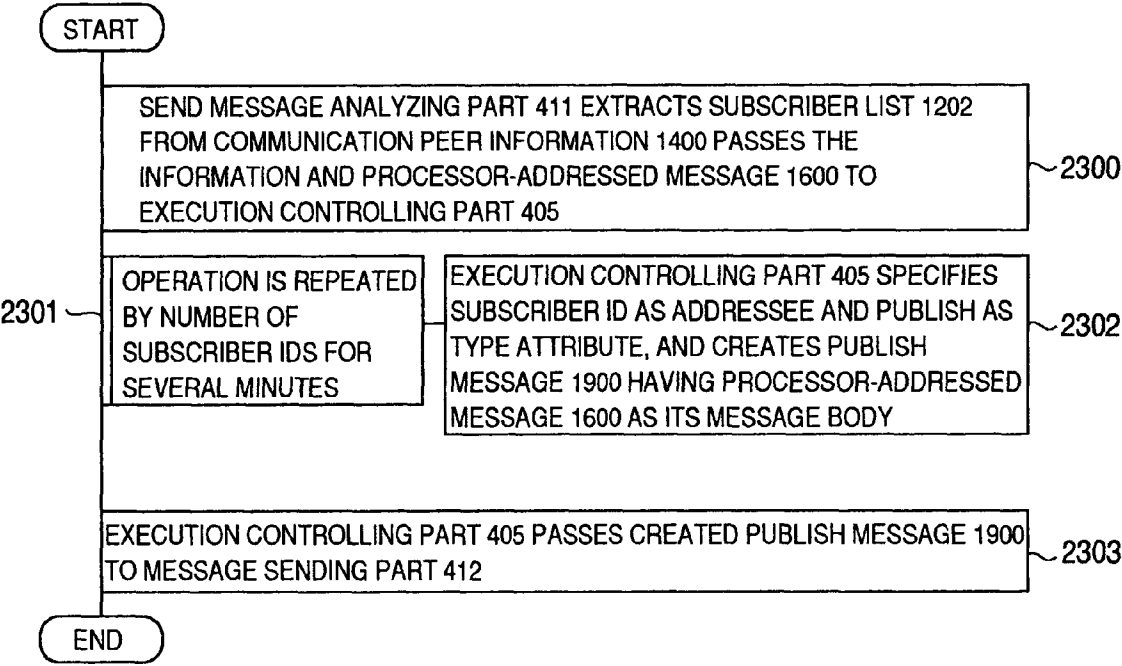 START
SEND MESSAGE ANALYZING PART 411 EXTRACTS SUBSCRIBER LIST 1202
FROM COMMUNICATION PEER INFORMATION 1400 PASSES THE
INFORMATION AND PROCESSOR-ADDRESSED MESSAGE 1600 TO
EXECUTION CONTROLLING PART 405
2300
2301
OPERATION IS REPEATED
BY NUMBER OF
SUBSCRIBER IDS FOR
SEVERAL MINUTES
EXECUTION CONTROLLING PART 405 SPECIFIES
SUBSCRIBER ID AS ADDRESSEE AND PUBLISH AS
TYPE ATTRIBUTE, AND CREATES PUBLISH
MESSAGE 1900 HAVING PROCESSOR-ADDRESSED
MESSAGE 1600 AS ITS MESSAGE BODY
2302
EXECUTION CONTROLLING PART 405 PASSES CREATED PUBLISH MESSAGE 1900
TO MESSAGE SENDING PART 412
2303
END